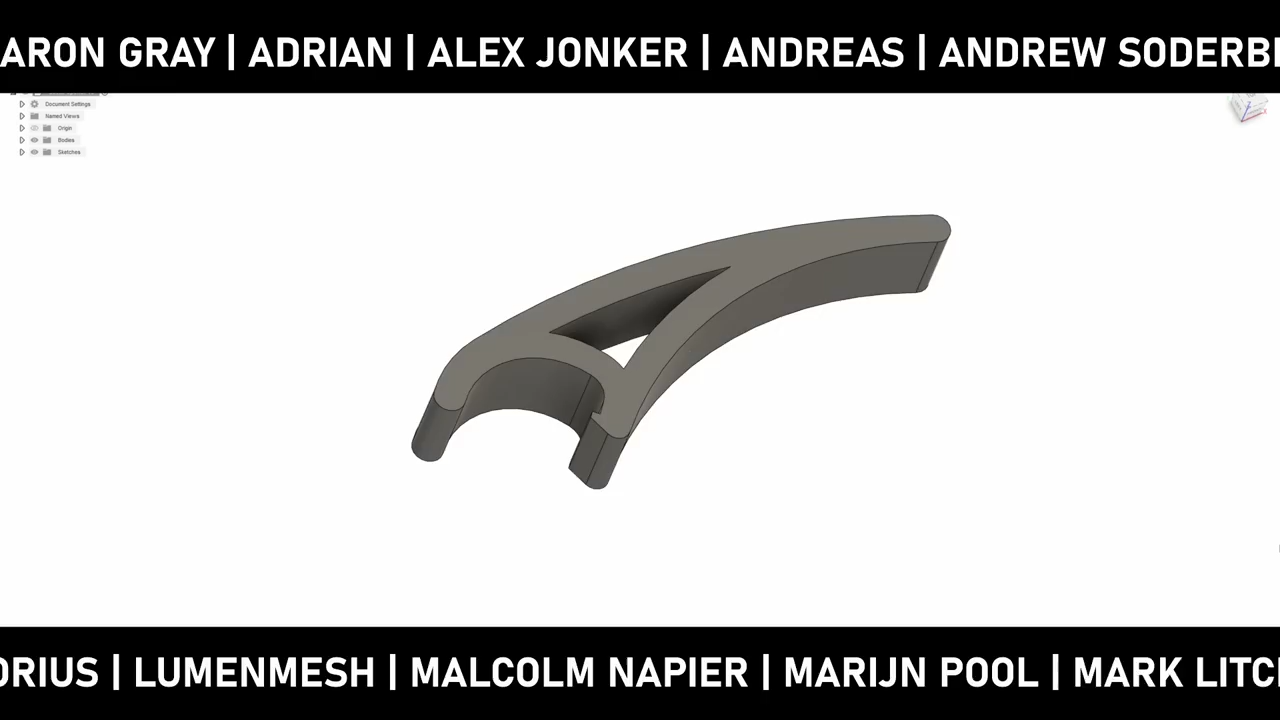 ARON GRAY | ADRIAN | ALEX JONKER | ANDREAS | ANDREW SODERB
Document Settings
Named Views
Origin
Bodies
Sketches
ORIUS | LUMENMESH | MALCOLM NAPIER | MARIJN POOL | MARK LITC